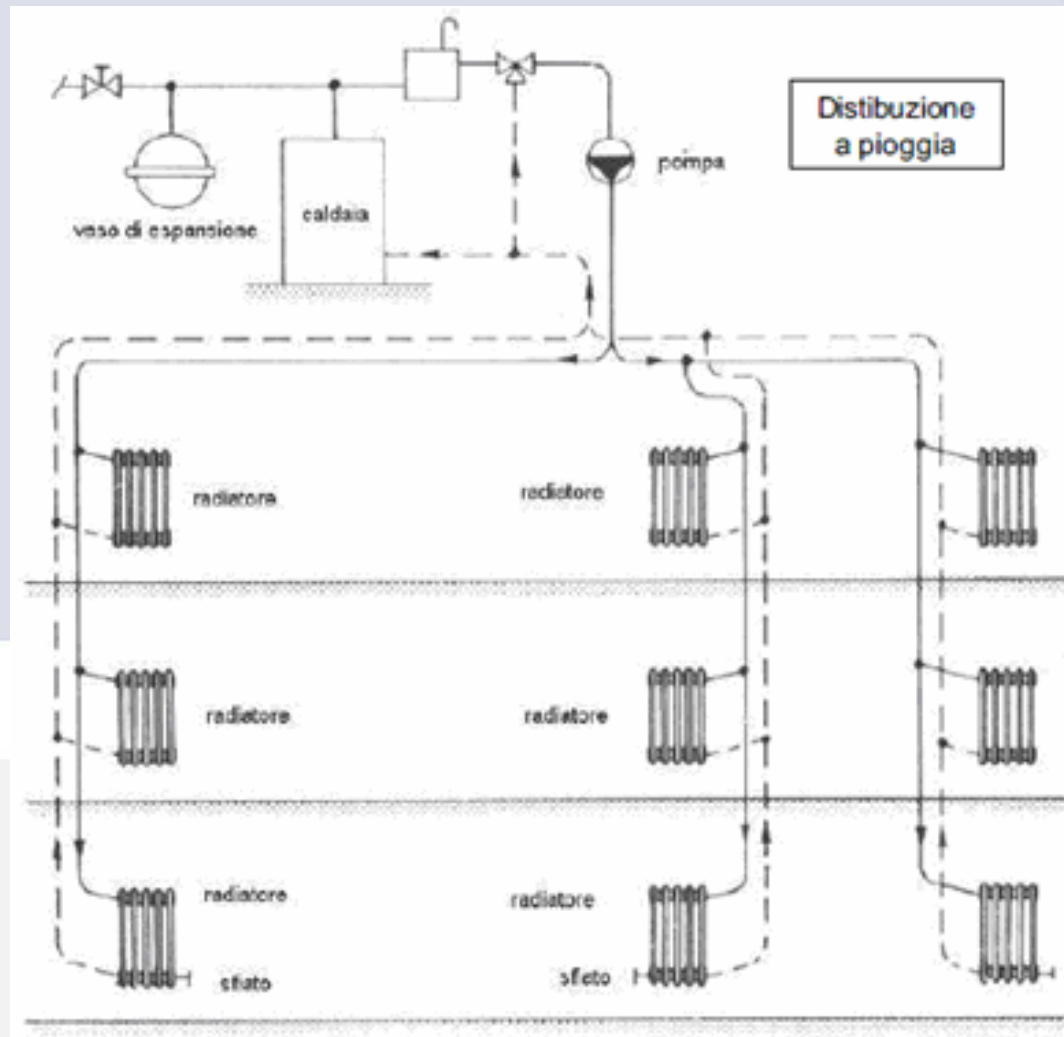 Distibuzione
a pioggia
pompa
caldaia
vaso di espansione
radiatore
radiatore
radiatore
radiatore
radiatore
radiatore
sfiato
sfiato